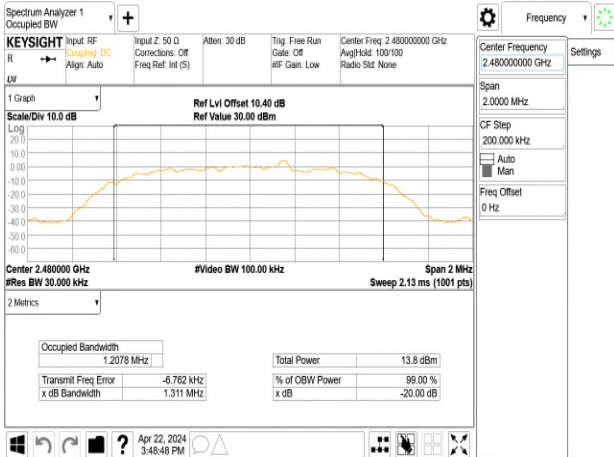 Spectrum Analyzer 1
Occupied BW
+
Frequency
KEYSIGHT
R
Input: RF
Coupling: DC
Align: Auto
Input Z: 50 Ω
Corrections: Off
Freq Ref: Int (S)
Atten: 30 dB
Trig: Free Run
Gate: Off
#IF Gain: Low
Center Freq: 2.480000000 GHz
Avg|Hold: 100/100
Radio Std: None
Center Frequency
2.480000000 GHz
Settings
Span
2.0000 MHz
CF Step
200.000 kHz
Auto
Man
Freq Offset
0 Hz
1 Graph
Scale/Div 10.0 dB
Ref Lvl Offset 10.40 dB
Ref Value 30.00 dBm
Log
20.0
10.0
0.00
-10.0
-20.0
-30.0
-40.0
-50.0
-60.0
Center 2.480000 GHz
#Res BW 30.000 kHz
#Video BW 100.00 kHz
Span 2 MHz
Sweep 2.13 ms (1001 pts)
2 Metrics
Occupied Bandwidth
1.2078 MHz
Total Power 13.8 dBm
Transmit Freq Error -6.762 kHz
% of OBW Power 99.00 %
x dB Bandwidth 1.311 MHz
x dB -20.00 dB
?
Apr 22, 2024
3:48:48 PM